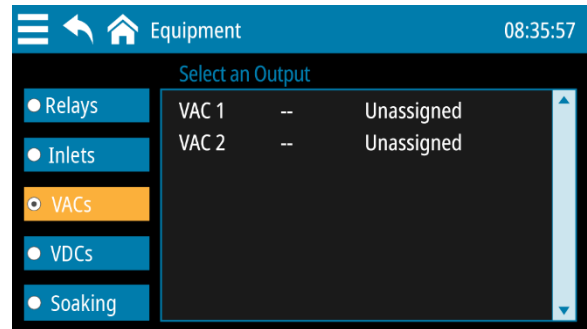 Equipment 08:35:57
Select an Output
Relays
Inlets
VACs
VDCs
Soaking
VAC 1 -- Unassigned
VAC 2 -- Unassigned